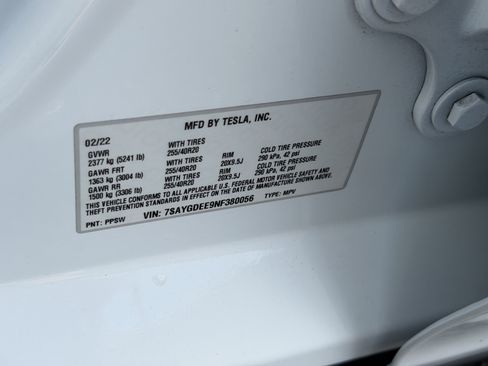 MFD BY TESLA, INC.
02/22
GVWR WITH TIRES RIM COLD TIRE PRESSURE
2377 kg (5241 lb) 255/40R20 20X9.5J 290 kPa, 42 psi
GAWR FRT WITH TIRES RIM COLD TIRE PRESSURE
1363 kg (3004 lb) 255/40R20 20X9.5J 290 kPa, 42 psi
GAWR RR WITH TIRES
1500 kg (3306 lb) 255/40R20
THIS VEHICLE CONFORMS TO ALL APPLICABLE U.S. FEDERAL MOTOR VEHICLE SAFETY AND
THEFT PREVENTION STANDARDS IN EFFECT ON THE DATE OF MANUFACTURE SHOWN ABOVE.
PNT: PPSW VIN: 7SAYGDEE9NF380056 TYPE: MPV